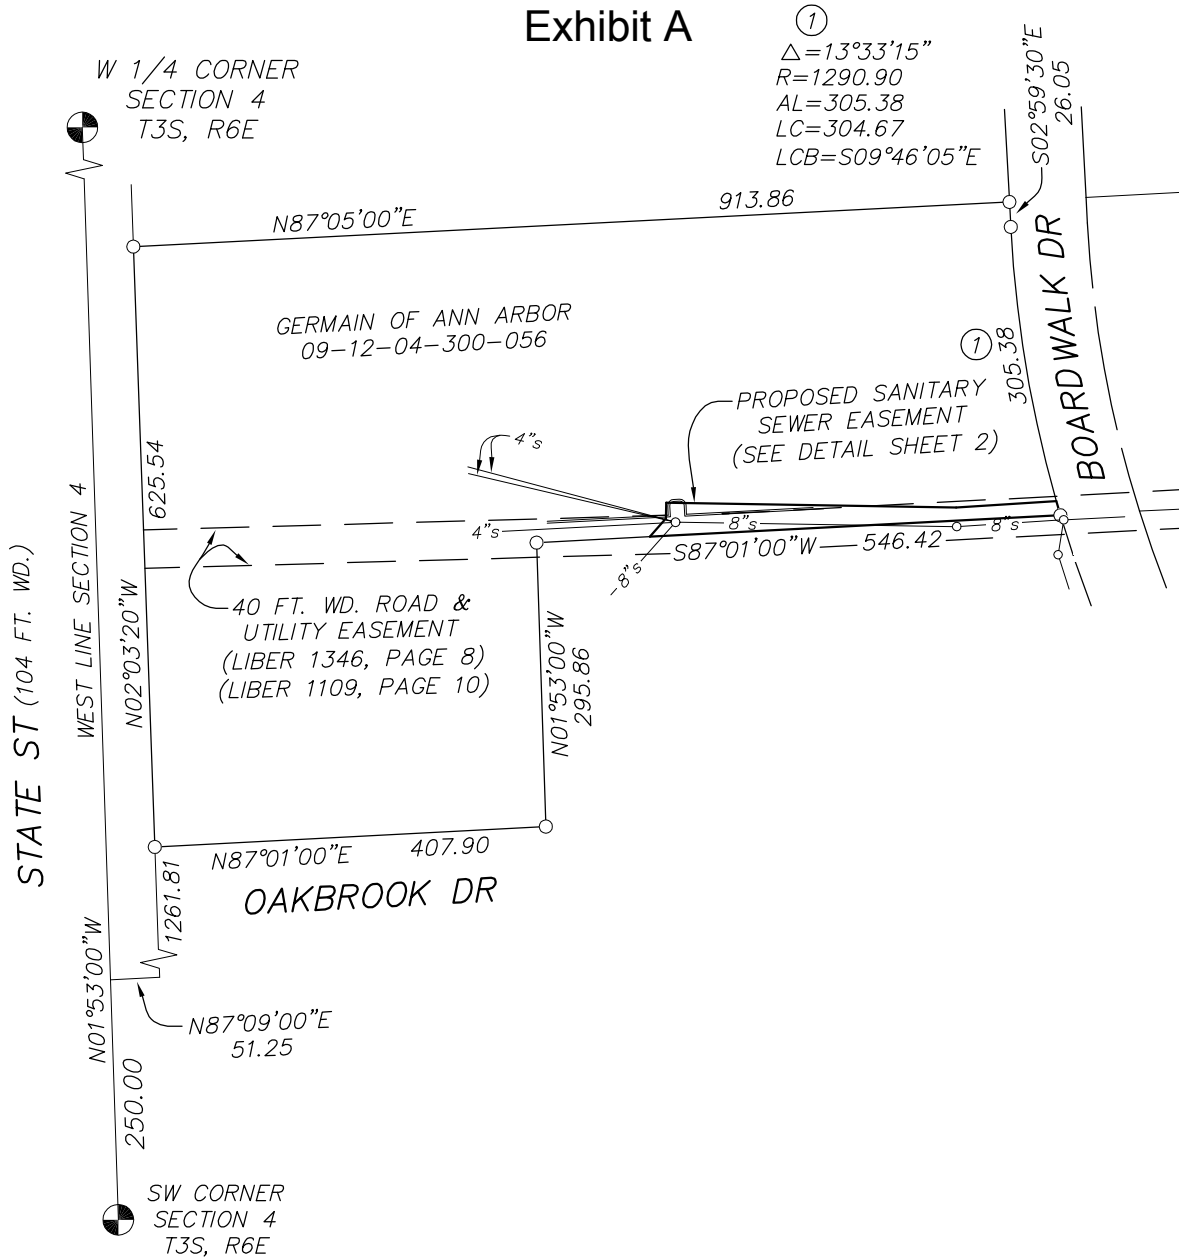 Exhibit A
1
△=13°33'15"
R=1290.90
AL=305.38
LC=304.67
LCB=S09°46'05"E
S02°59'30"E
26.05
W 1/4 CORNER
SECTION 4
T3S, R6E
N87°05'00"E
913.86
GERMAIN OF ANN ARBOR
09-12-04-300-056
1
305.38
BOARDWALK DR
PROPOSED SANITARY
SEWER EASEMENT
(SEE DETAIL SHEET 2)
4"s
625.54
4"s
8"s
8"s
S87°01'00"W
546.42
8"s
40 FT. WD. ROAD &
UTILITY EASEMENT
(LIBER 1346, PAGE 8)
(LIBER 1109, PAGE 10)
STATE ST (104 FT. WD.)
WEST LINE SECTION 4
N02°03'20"W
N01°53'00"W
295.86
N87°01'00"E
407.90
OAKBROOK DR
1261.81
N01°53'00"W
N87°09'00"E
51.25
250.00
SW CORNER
SECTION 4
T3S, R6E